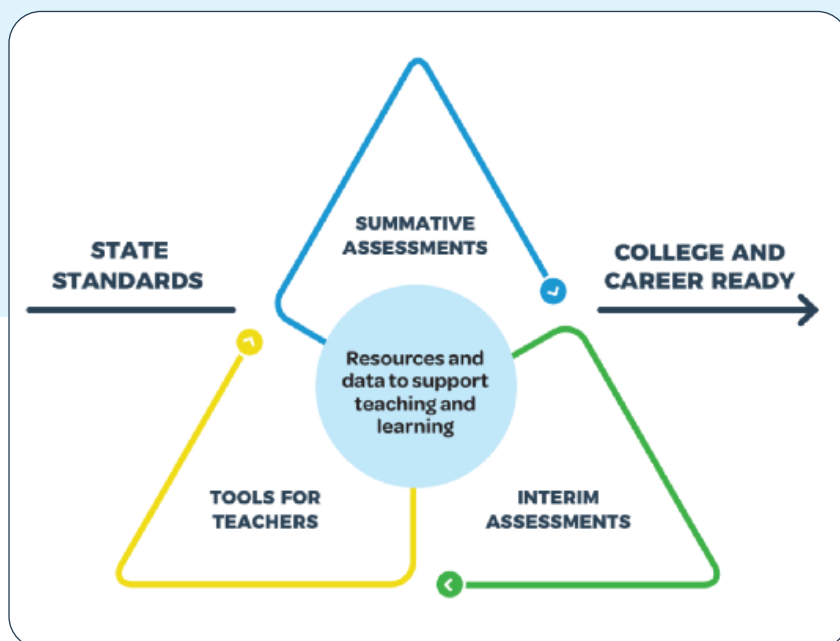 SUMMATIVE
ASSESSMENTS
STATE
STANDARDS
COLLEGE AND
CAREER READY
Resources and
data to support
teaching and
learning
TOOLS FOR
TEACHERS
INTERIM
ASSESSMENTS